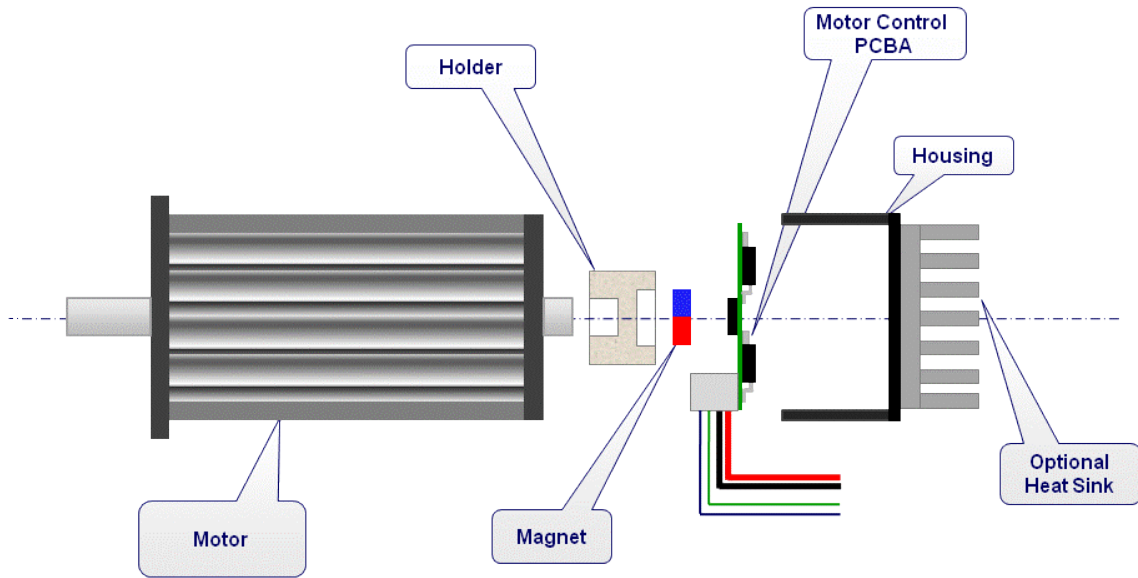 Motor Control
PCBA
Holder
Housing
Optional
Heat Sink
Motor
Magnet